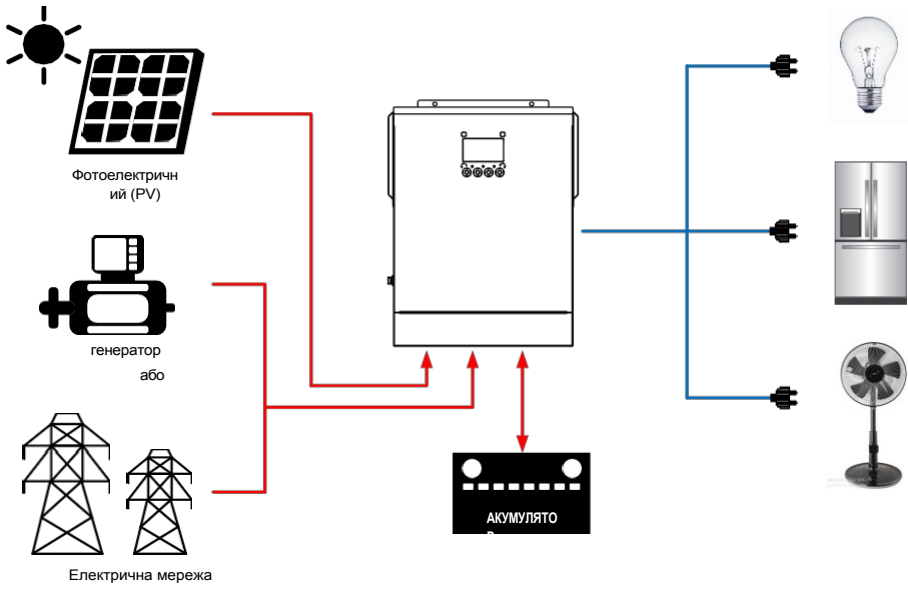 Фотоелектричн
ий (PV)
генератор
або
АКУМУЛЯТО
Електрична мережа